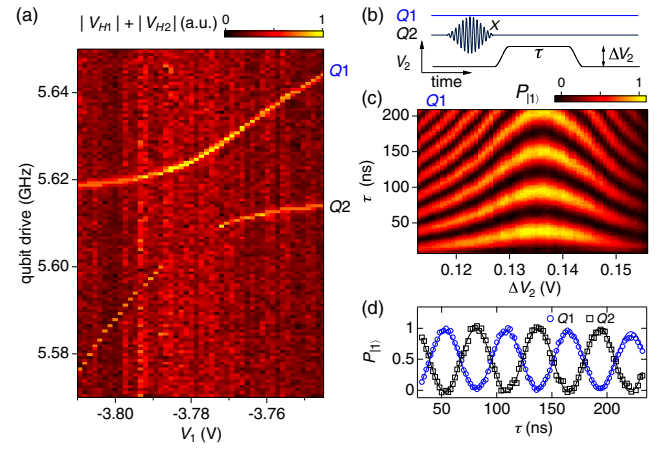 (a)
| V_H1 | + | V_H2 | (a.u.)
0 1
Q1
Q2
5.64
5.62
5.60
5.58
qubit drive (GHz)
-3.80 -3.78 -3.76
V_1 (V)
(b)
Q1
Q2
X
V_2
τ
ΔV_2
time
(c)
Q1
P_|1⟩
0 1
200
150
100
50
τ (ns)
0.12 0.13 0.14 0.15
ΔV_2 (V)
(d)
Q1 Q2
1
0.5
0
P_|1⟩
50 100 150 200
τ (ns)